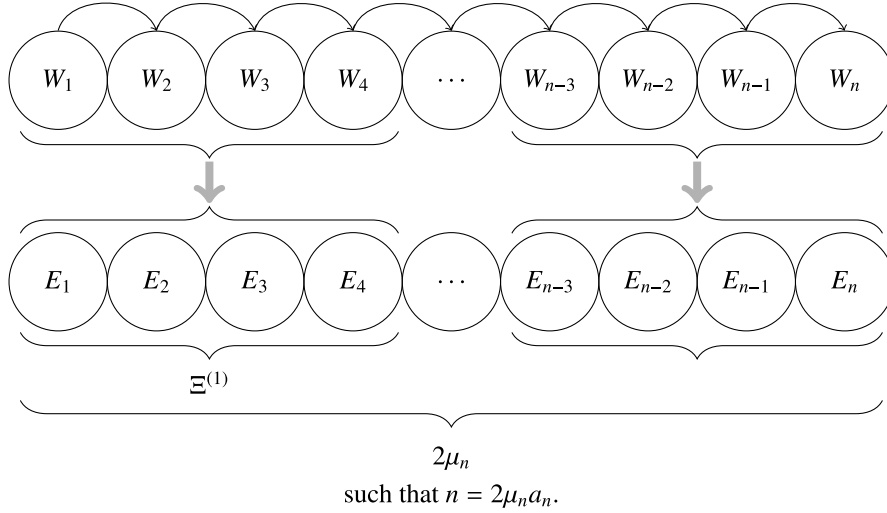 W₁ W₂ W₃ W₄ ⋯ Wₙ₋₃ Wₙ₋₂ Wₙ₋₁ Wₙ
E₁ E₂ E₃ E₄ ⋯ Eₙ₋₃ Eₙ₋₂ Eₙ₋₁ Eₙ
Ξ⁽¹⁾
2μₙ
such that n = 2μₙaₙ.